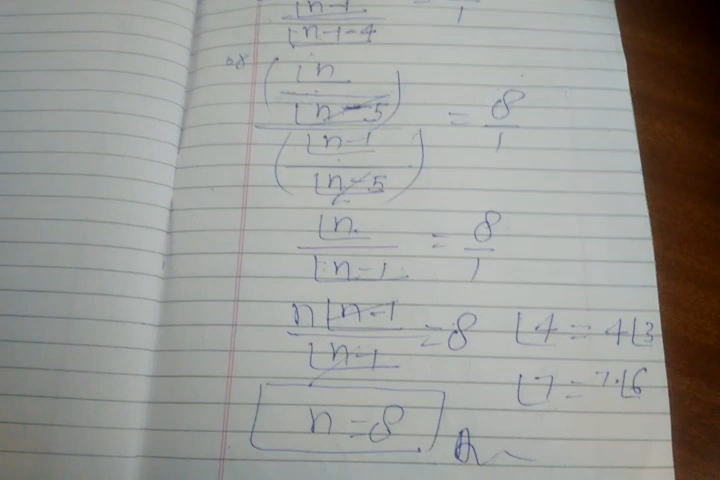 ⌊n-1 / ⌊n-1-4 = /1
or (⌊n / ⌊n-5) / (⌊n-1 / ⌊n-5) = 8/1
⌊n / ⌊n-1 = 8/1
n⌊n-1 / ⌊n-1 = 8 ⌊4 = 4⌊3
⌊7 = 7.⌊6
n = 8